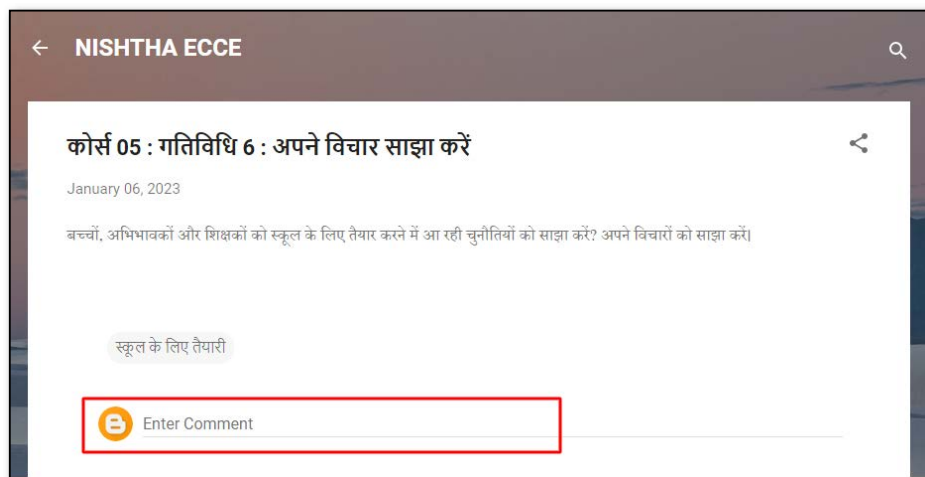 NISHTHA ECCE
कोर्स 05 : गतिविधि 6 : अपने विचार साझा करें
January 06, 2023
बच्चों, अभिभावकों और शिक्षकों को स्कूल के लिए तैयार करने में आ रही चुनौतियों को साझा करें? अपने विचारों को साझा करें।
स्कूल के लिए तैयारी
Enter Comment